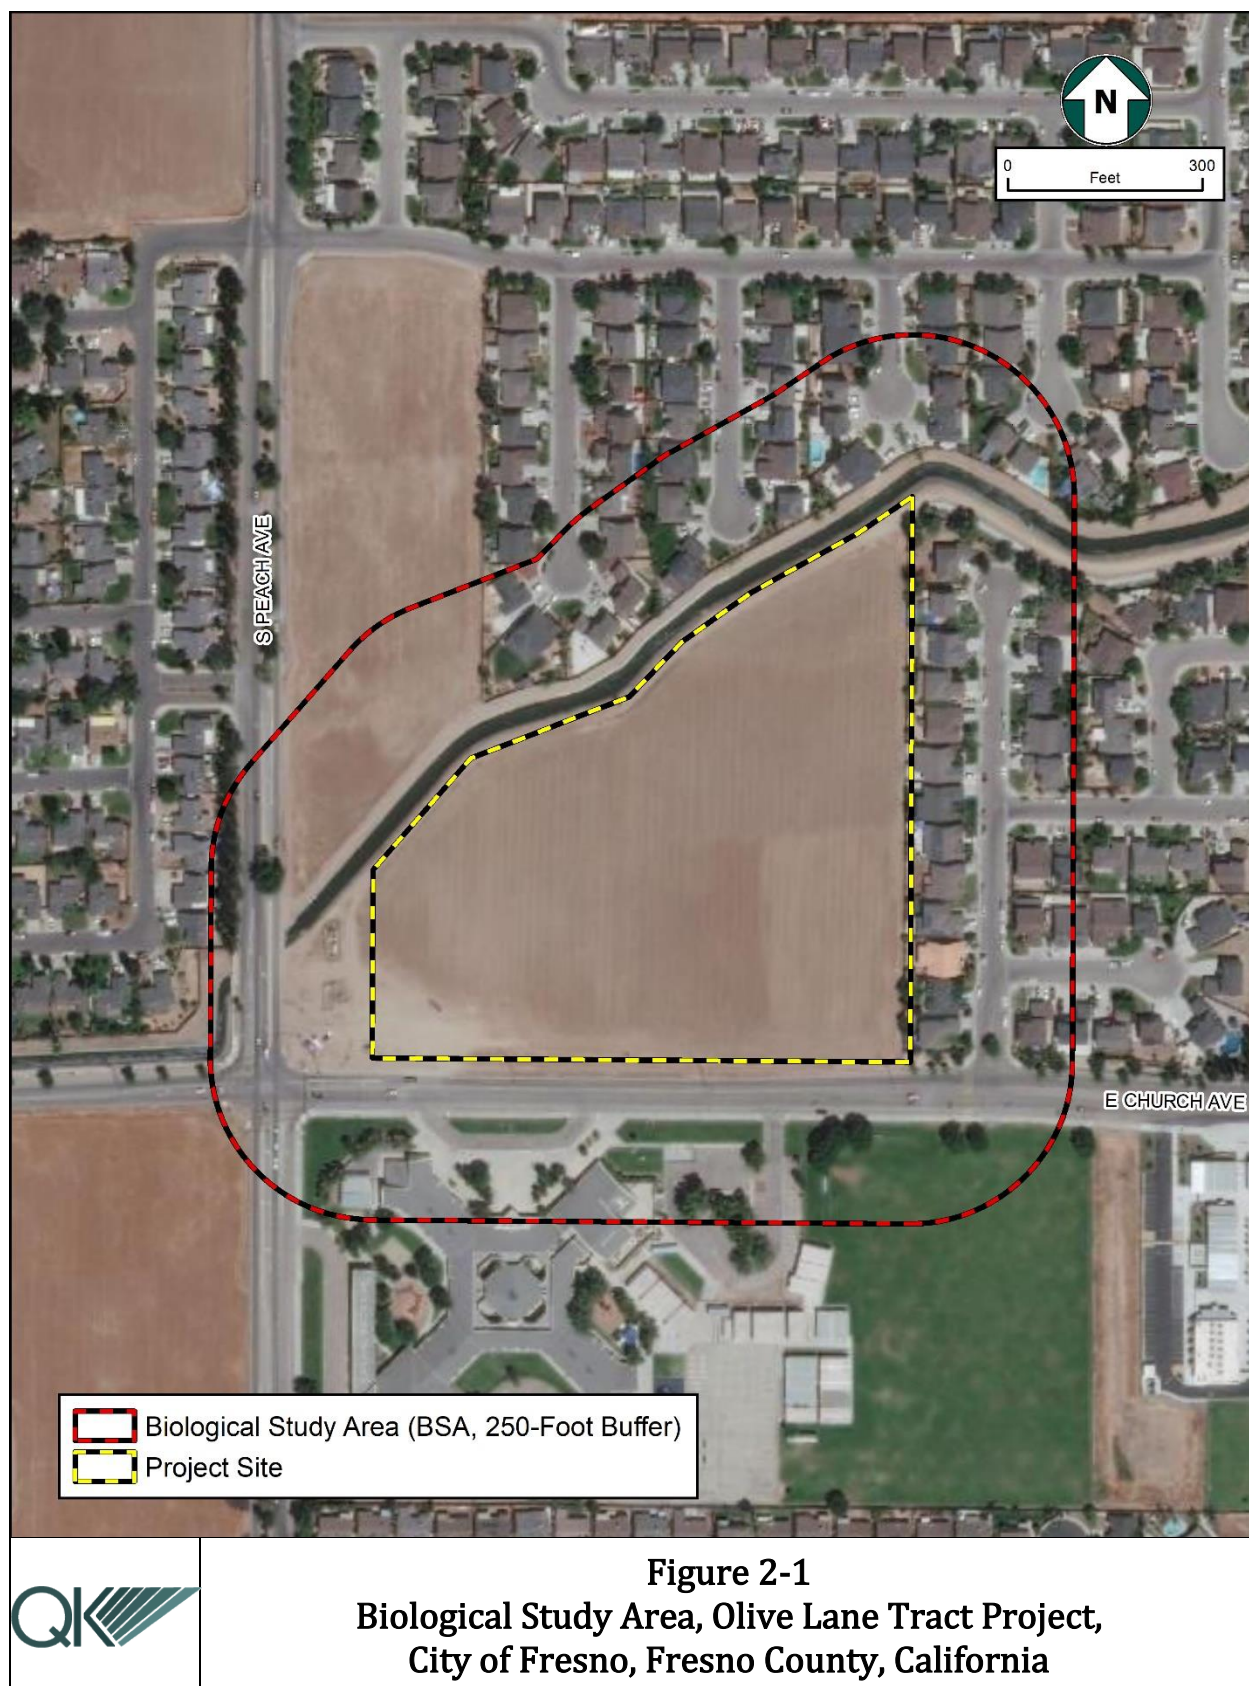 N
0 300
Feet
S PEACH AVE
E CHURCH AVE
Biological Study Area (BSA, 250-Foot Buffer)
Project Site
QK
Figure 2-1
Biological Study Area, Olive Lane Tract Project,
City of Fresno, Fresno County, California